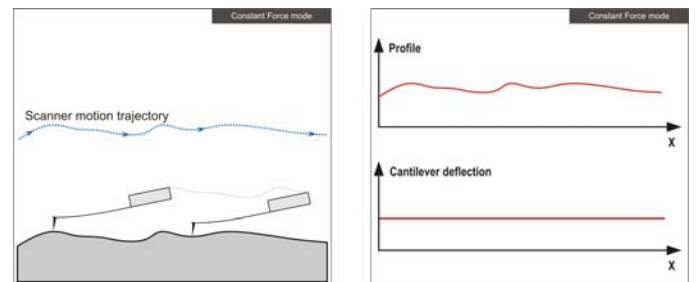 Constant Force mode
Scanner motion trajectory
Constant Force mode
Profile
X
Cantilever deflection
X